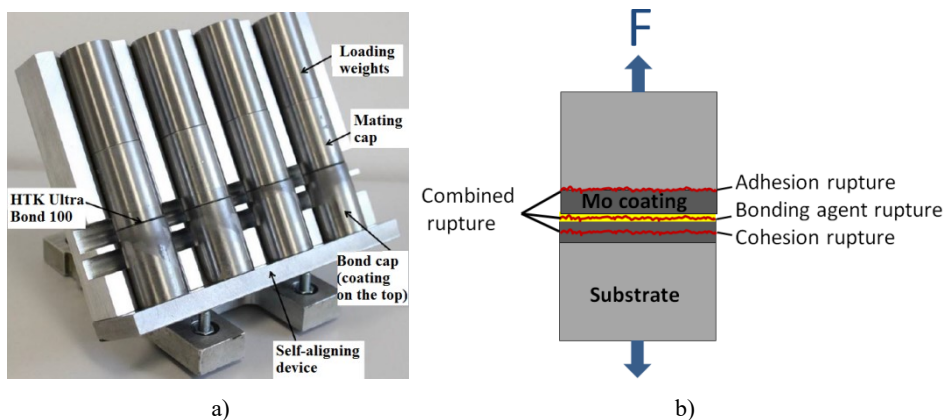 Loading
weights
Mating
cap
HTK Ultra
Bond 100
Bond cap
(coating
on the top)
Self-aligning
device
a)
F
Combined
rupture
Mo coating
Adhesion rupture
Bonding agent rupture
Cohesion rupture
Substrate
b)